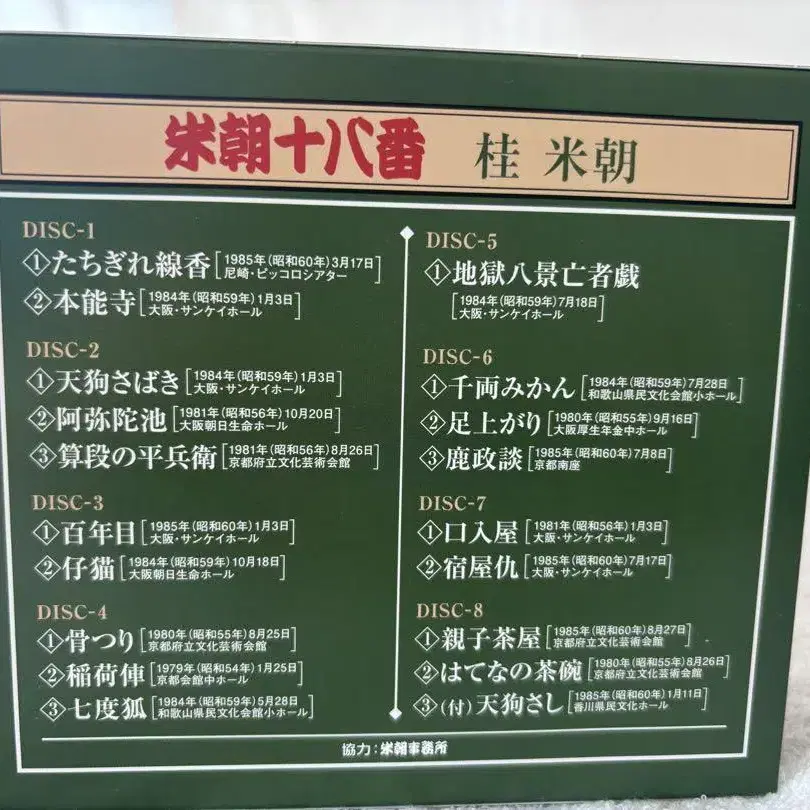 米朝十八番 桂 米朝
DISC-1
①たちぎれ線香[1985年(昭和60年)3月17日
尼崎・ピッコロシアター]
②本能寺[1984年(昭和59年)1月3日
大阪・サンケイホール]
DISC-2
①天狗さばき[1984年(昭和59年)1月3日
大阪・サンケイホール]
②阿弥陀池[1981年(昭和56年)10月20日
大阪朝日生命ホール]
③算段の平兵衛[1981年(昭和56年)8月26日
京都府立文化芸術会館]
DISC-3
①百年目[1985年(昭和60年)1月3日
大阪・サンケイホール]
②仔猫[1984年(昭和59年)10月18日
大阪朝日生命ホール]
DISC-4
①骨つり[1980年(昭和55年)8月25日
京都府立文化芸術会館]
②稲荷俥[1979年(昭和54年)1月25日
京都会館中ホール]
③七度狐[1984年(昭和59年)5月28日
和歌山県民文化会館小ホール]
DISC-5
①地獄八景亡者戯
[1984年(昭和59年)7月18日
大阪・サンケイホール]
DISC-6
①千両みかん[1984年(昭和59年)7月28日
和歌山県民文化会館小ホール]
②足上がり[1980年(昭和55年)9月16日
大阪厚生年金中ホール]
③鹿政談[1985年(昭和60年)7月8日
京都南座]
DISC-7
①口入屋[1981年(昭和56年)1月3日
大阪・サンケイホール]
②宿屋仇[1985年(昭和60年)7月17日
大阪・サンケイホール]
DISC-8
①親子茶屋[1985年(昭和60年)8月27日
京都府立文化芸術会館]
②はてなの茶碗[1980年(昭和55年)8月26日
京都府立文化芸術会館]
③(付)天狗さし[1985年(昭和60年)1月11日
香川県民文化ホール]
協力:米朝事務所